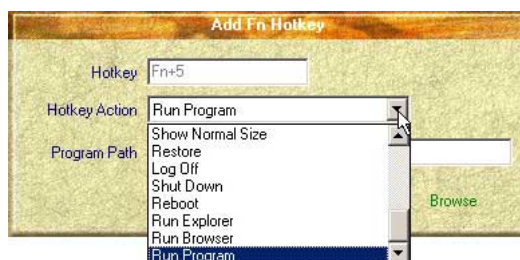 Add Fn Hotkey
Hotkey Fn+5
Hotkey Action Run Program
Show Normal Size
Program Path Restore
Log Off
Shut Down
Reboot Browse
Run Explorer
Run Browser
Run Program